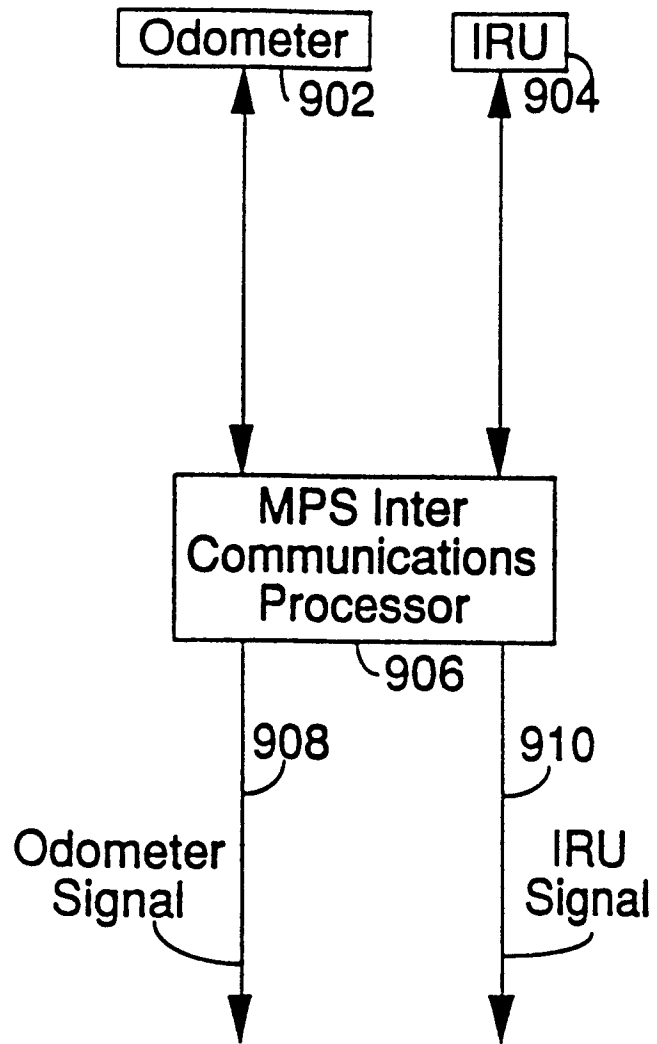 Odometer
IRU
902
904
MPS Inter
Communications
Processor
906
908
910
Odometer
Signal
IRU
Signal